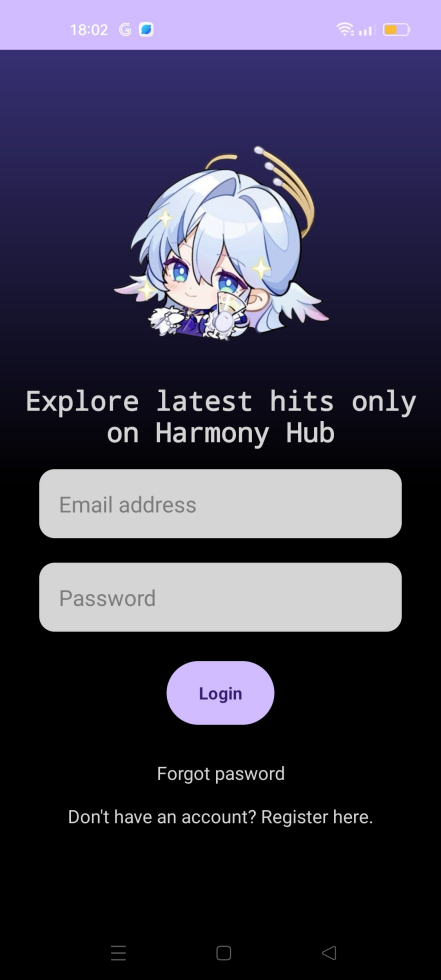 18:02
Explore latest hits only
on Harmony Hub
Email address
Password
Login
Forgot pasword
Don't have an account? Register here.